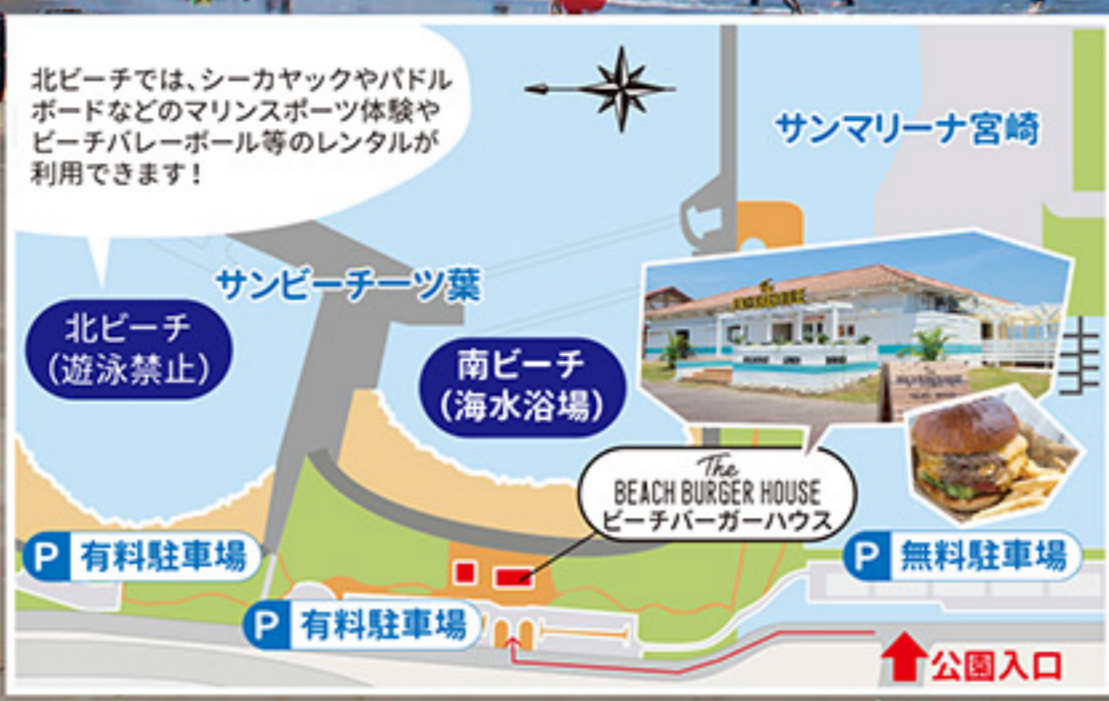 北ビーチでは、シーカヤックやパドル
ボードなどのマリンスポーツ体験や
ビーチバレーボール等のレンタルが
利用できます！
サンマリーナ宮崎
サンビーチ一ツ葉
北ビーチ
（遊泳禁止）
南ビーチ
（海水浴場）
The
BEACH BURGER HOUSE
ビーチバーガーハウス
P 有料駐車場
P 無料駐車場
P 有料駐車場
公園入口